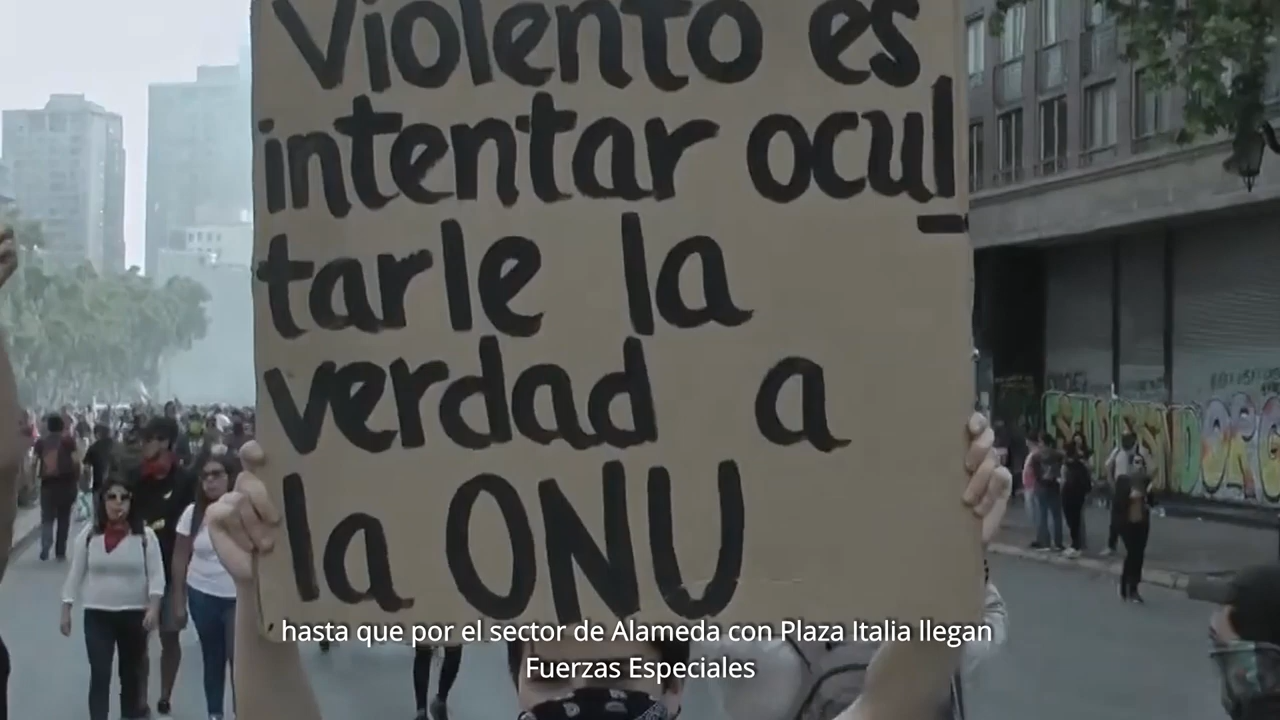 Violento es
intentar ocul
tarle la
verdad a
la ONU
hasta que por el sector de Alameda con Plaza Italia llegan
Fuerzas Especiales